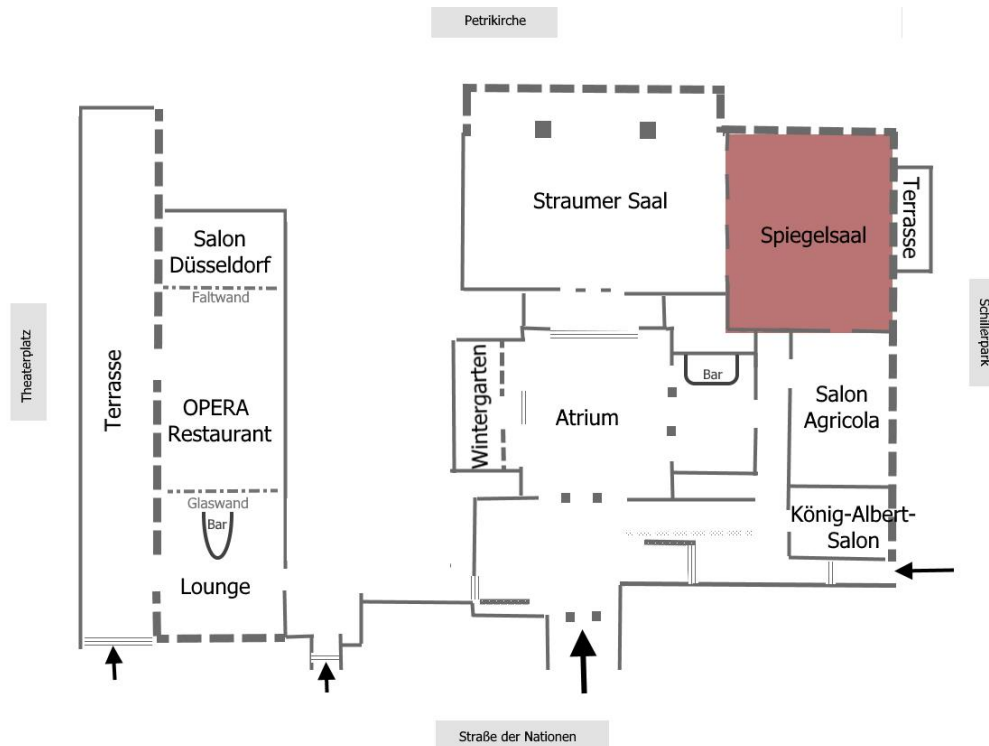 Petrikirche
Straumer Saal
Spiegelsaal
Terrasse
Salon
Düsseldorf
Faltwand
Theaterplatz
Terrasse
OPERA
Restaurant
Wintergarten
Atrium
Bar
Salon
Agricola
Schillerpark
Glaswand
Bar
Lounge
König-Albert-
Salon
Straße der Nationen